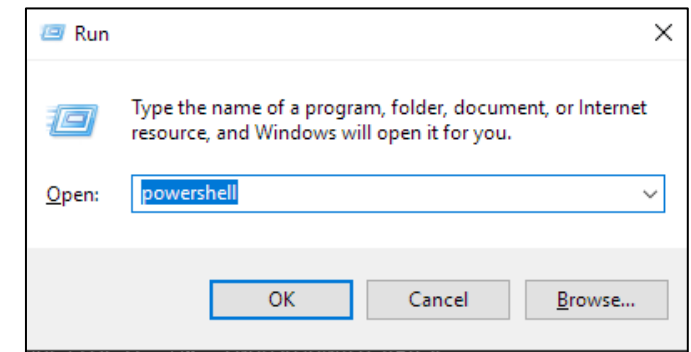 Run
Type the name of a program, folder, document, or Internet
resource, and Windows will open it for you.
Open: powershell
OK Cancel Browse...